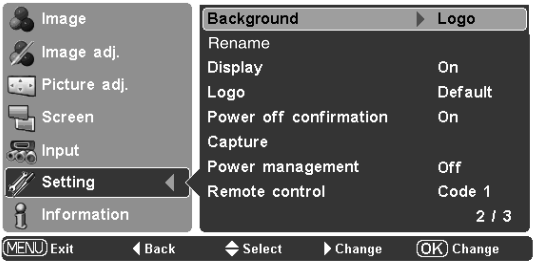 Image
Image adj.
Picture adj.
Screen
Input
Setting
Information
Background Logo
Rename
Display On
Logo Default
Power off confirmation On
Capture
Power management Off
Remote control Code 1
2 / 3
MENU Exit Back Select Change OK Change